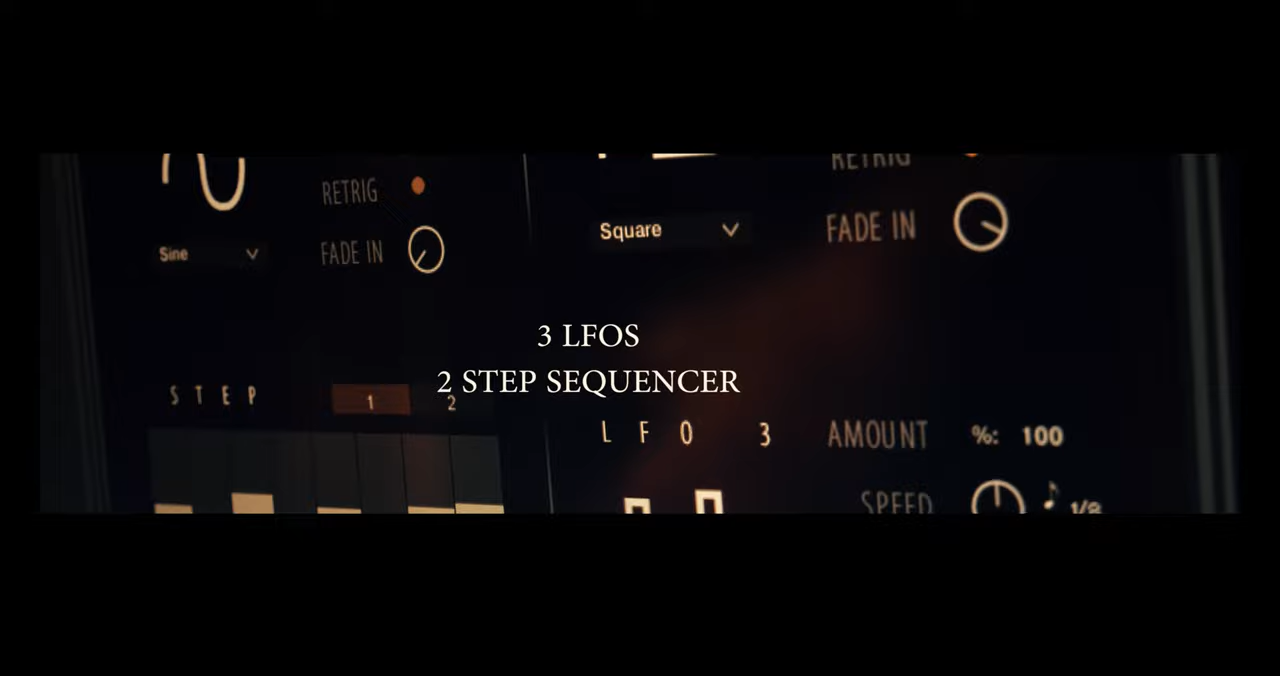 RETRIG
RETRIG
FADE IN
FADE IN
Sine
Square
3 LFOS
2 STEP SEQUENCER
STEP 1 2
LFO 3
AMOUNT %: 100
SPEED 1/8